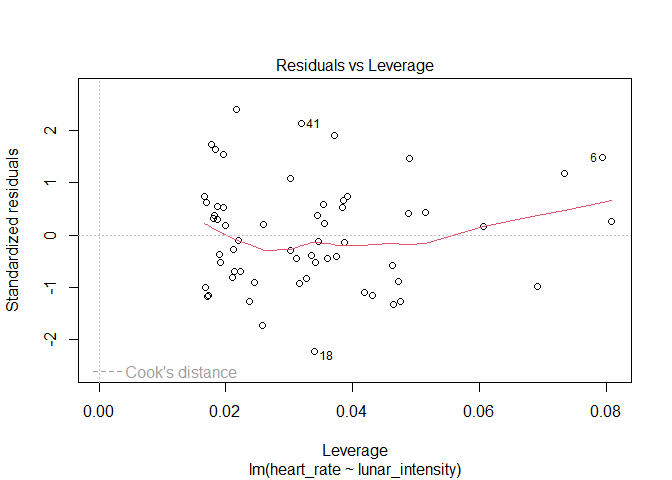 Residuals vs Leverage
Standardized residuals
2
1
0
-1
-2
41
6
18
Cook's distance
0.00 0.02 0.04 0.06 0.08
Leverage
lm(heart_rate ~ lunar_intensity)